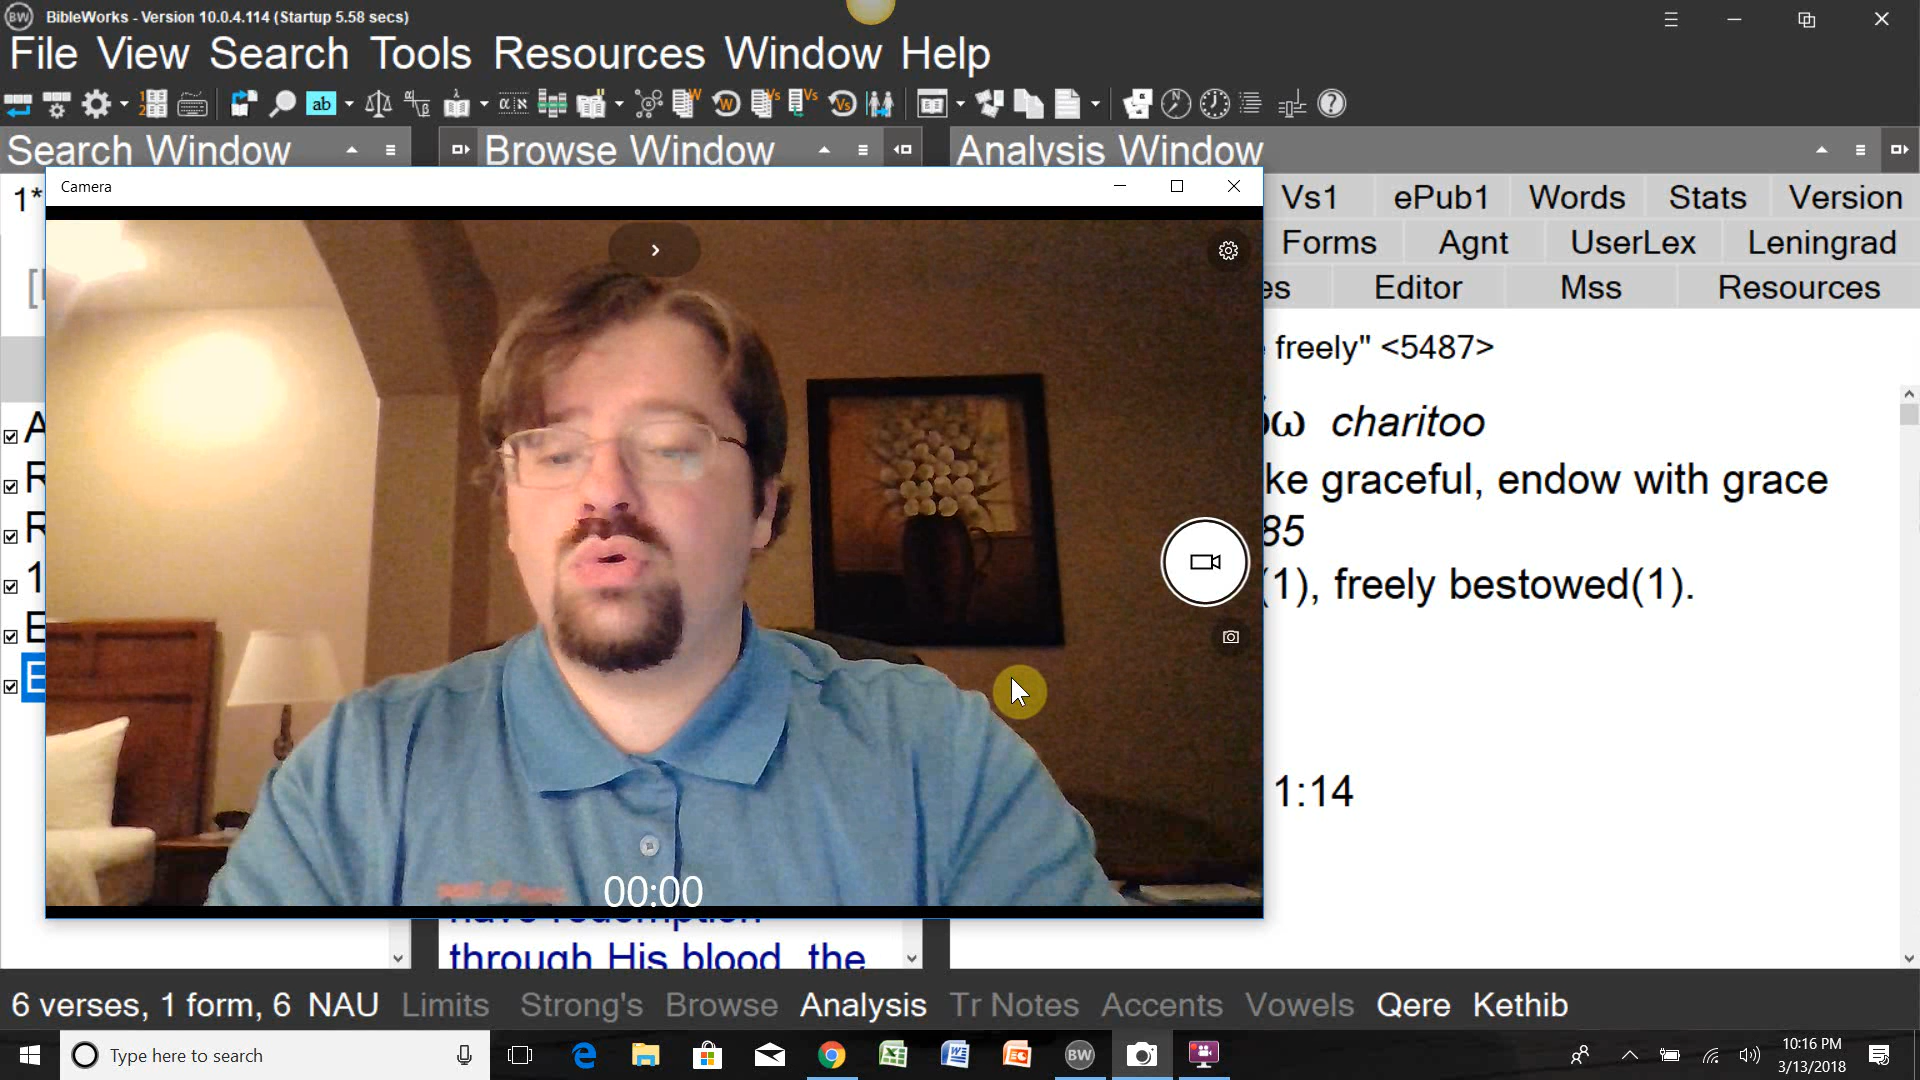 BibleWorks - Version 10.0.4.114 (Startup 5.58 secs)
File View Search Tools Resources Window Help
Search Window
Browse Window
Analysis Window
1*
Camera
Vs1 ePub1 Words Stats Version
Forms Agnt UserLex Leningrad
Editor Mss Resources
freely" <5487>
charitoo
ke graceful, endow with grace
85
(1), freely bestowed(1).
1:14
00:00
A
R
R
1
E
E
have redemption
through His blood, the
6 verses, 1 form, 6 NAU Limits Strong's Browse Analysis Tr Notes Accents Vowels Qere Kethib
Type here to search
10:16 PM
3/13/2018